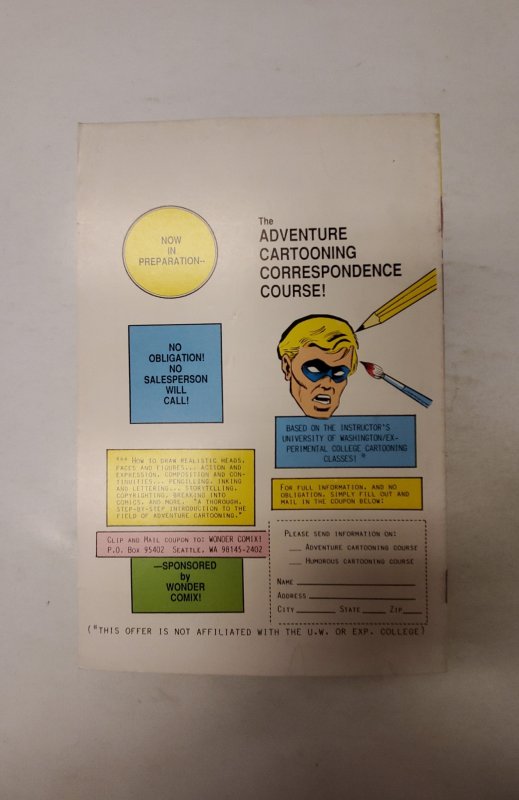 NOW
IN
PREPARATION--
The
ADVENTURE
CARTOONING
CORRESPONDENCE
COURSE!
NO
OBLIGATION!
NO
SALESPERSON
WILL
CALL!
BASED ON THE INSTRUCTOR'S
UNIVERSITY OF WASHINGTON/EX-
PERIMENTAL COLLEGE CARTOONING
CLASSES! *
*** HOW TO DRAW REALISTIC HEADS,
FACES AND FIGURES... ACTION AND
EXPRESSION, COMPOSITION AND CON-
TINUITIES... PENCILLING, INKING
AND LETTERING... STORYTELLING,
COPYRIGHTING, BREAKING INTO
COMICS, AND MORE. "A THOROUGH,
STEP-BY-STEP INTRODUCTION TO THE
FIELD OF ADVENTURE CARTOONING."
FOR FULL INFORMATION, AND NO
OBLIGATION, SIMPLY FILL OUT AND
MAIL IN THE COUPON BELOW:
CLIP AND MAIL COUPON TO: WONDER COMIX!
P.O. BOX 95402 SEATTLE, WA 98145-2402
—SPONSORED
by
WONDER
COMIX!
PLEASE SEND INFORMATION ON:
___ ADVENTURE CARTOONING COURSE
___ HUMOROUS CARTOONING COURSE
NAME
ADDRESS
CITY STATE ZIP
(*THIS OFFER IS NOT AFFILIATED WITH THE U.W. OR EXP. COLLEGE)